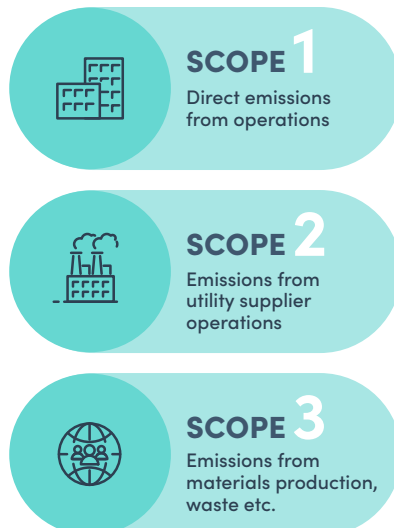 SCOPE 1
Direct emissions
from operations
SCOPE 2
Emissions from
utility supplier
operations
SCOPE 3
Emissions from
materials production,
waste etc.